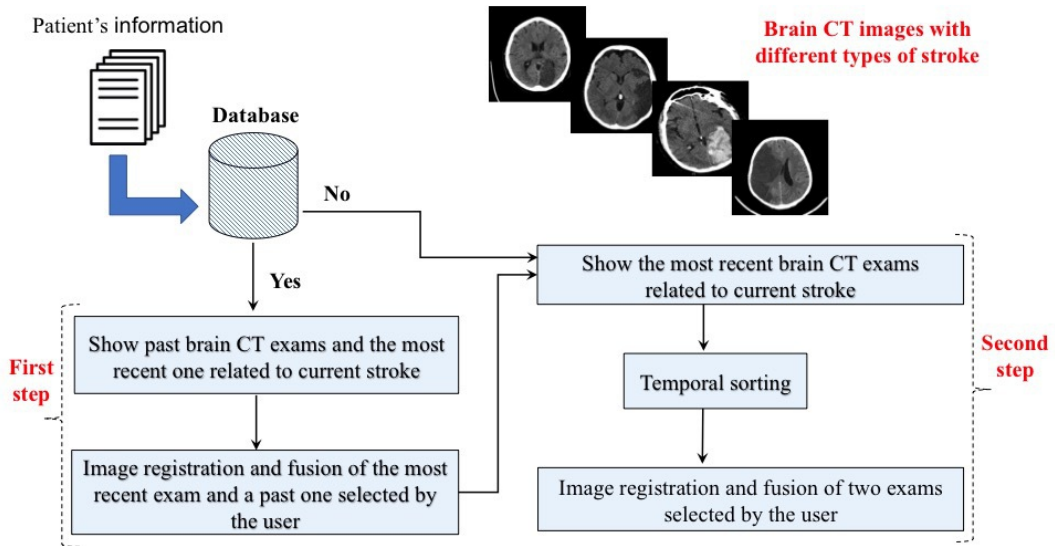 Patient's information
Brain CT images with
different types of stroke
Database
No
Yes
First
step
Show past brain CT exams and the most
recent one related to current stroke
Image registration and fusion of the most
recent exam and a past one selected by
the user
Show the most recent brain CT exams
related to current stroke
Temporal sorting
Image registration and fusion of two exams
selected by the user
Second
step